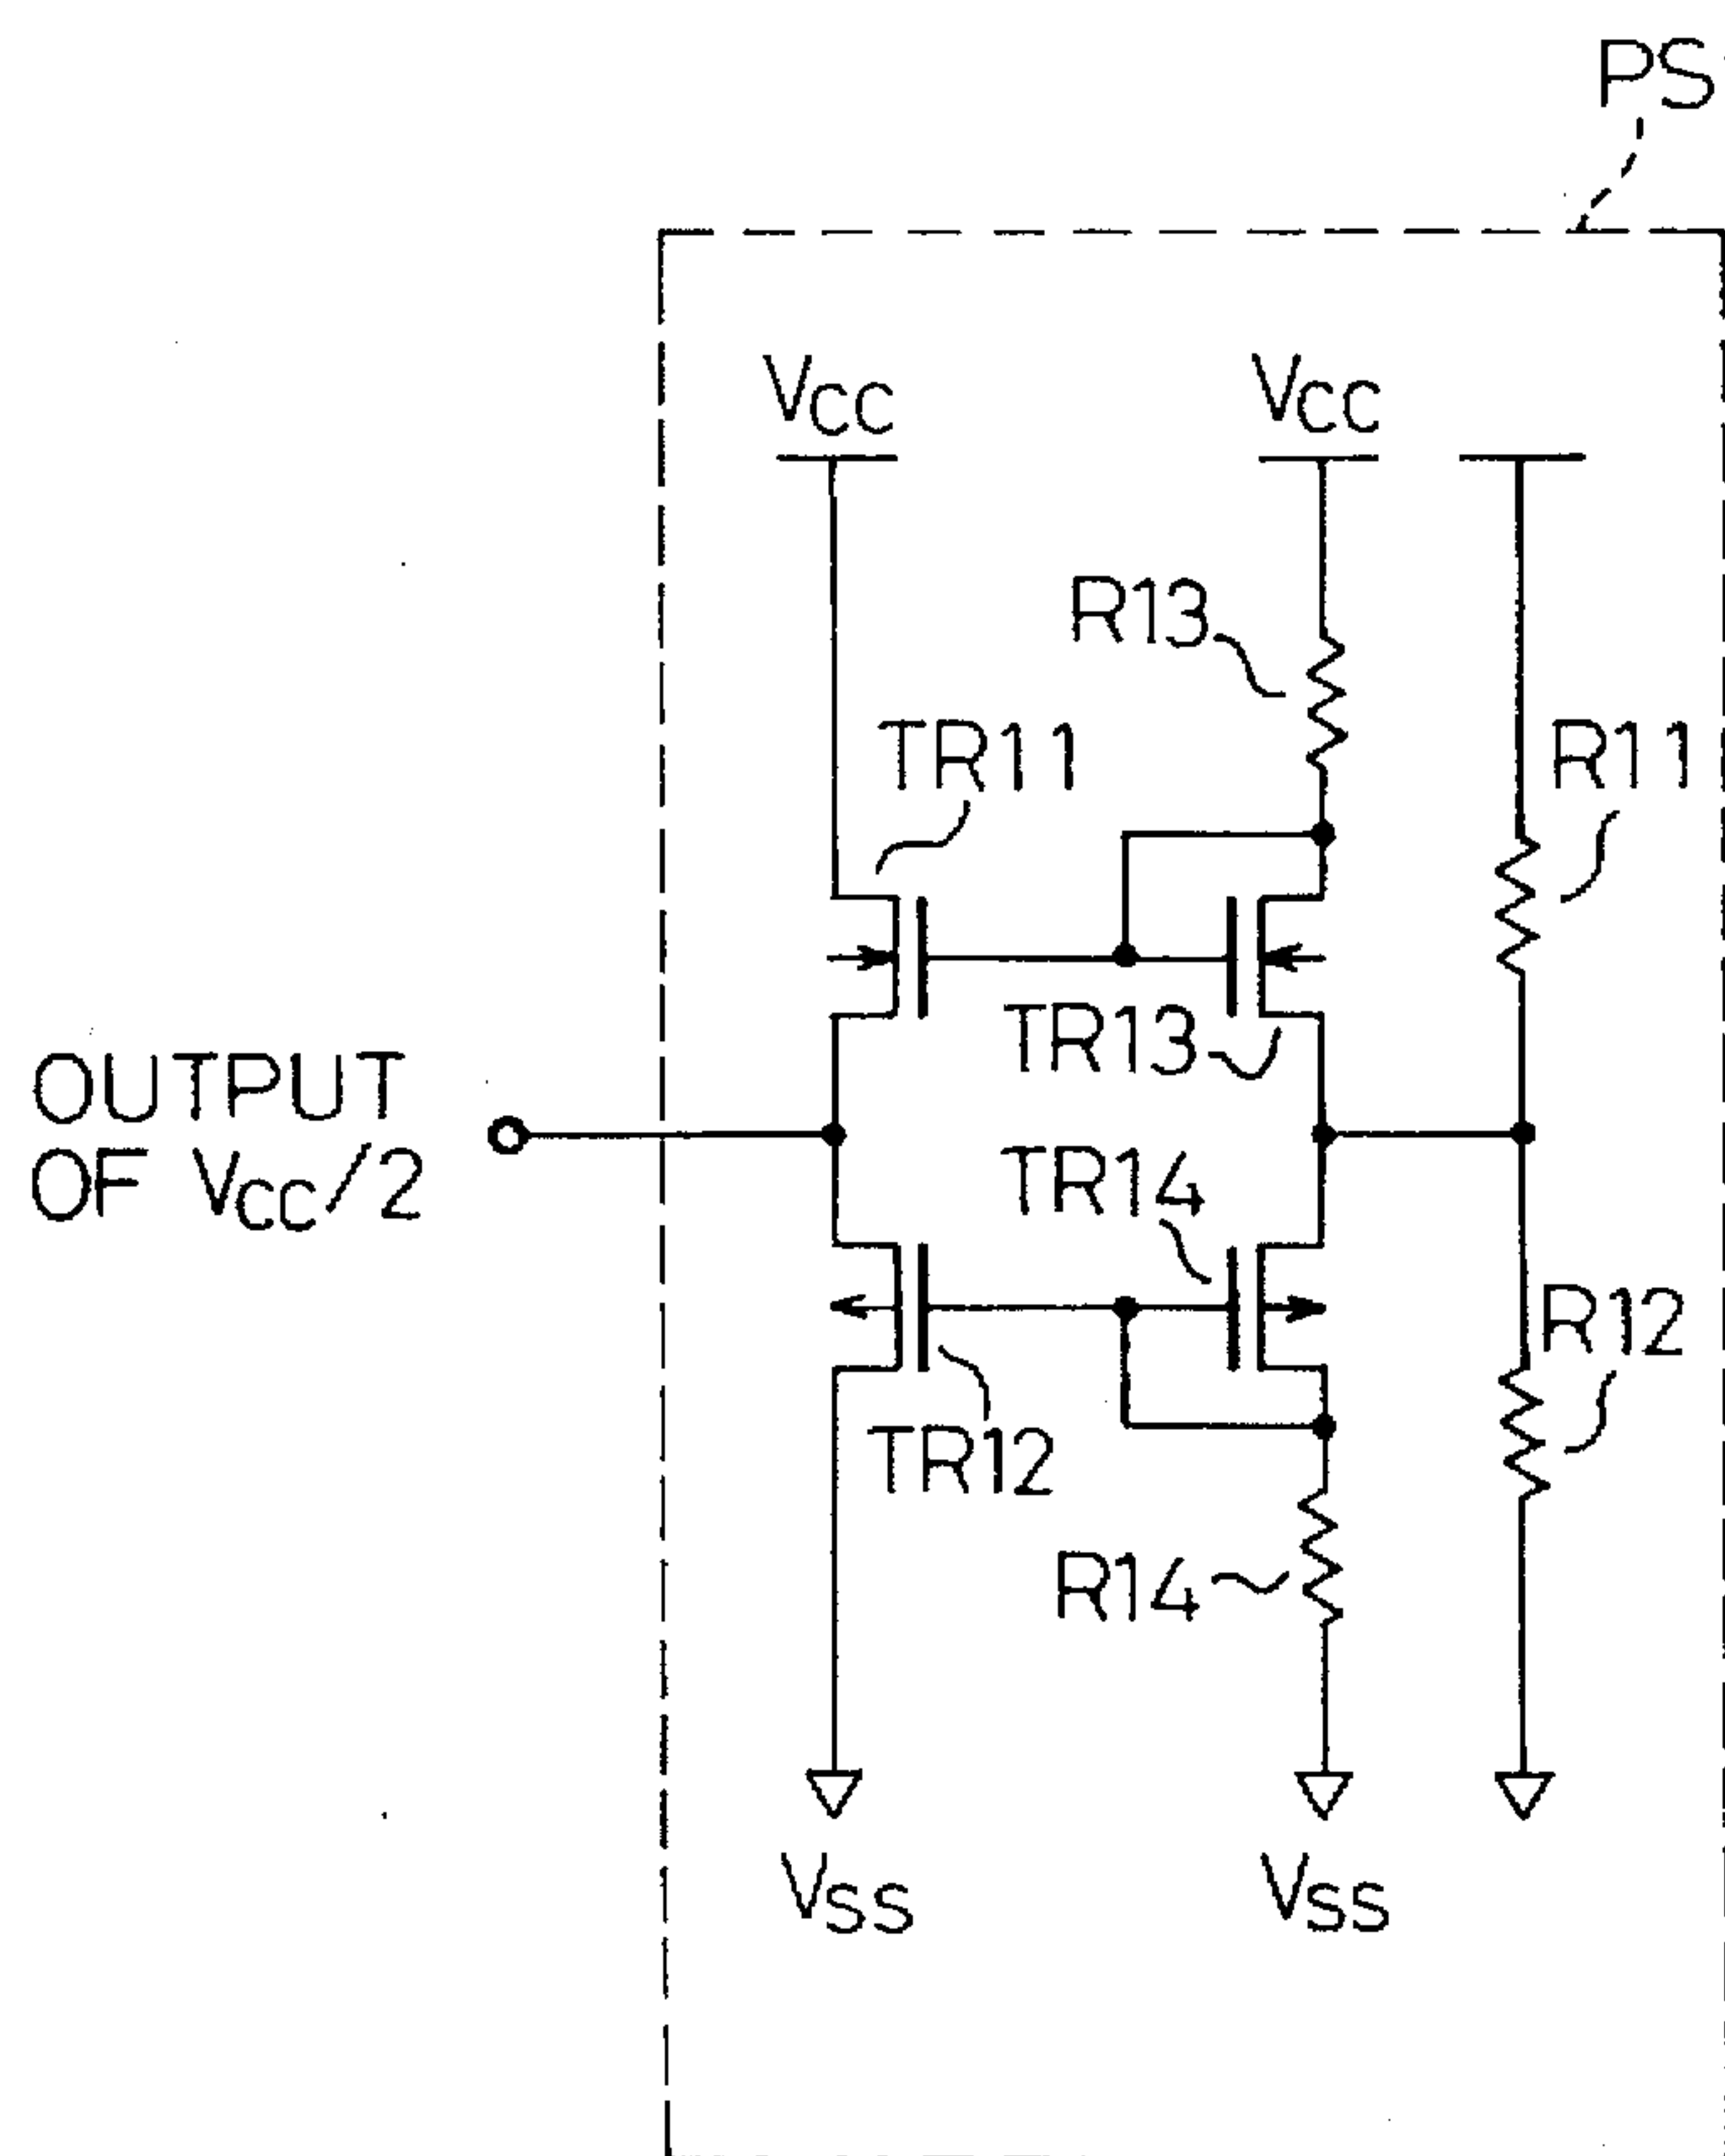 PS
VCC
VCC
R13
TR11
R11
TR13
OUTPUT
OF VCC/2
TR14
R12
TR12
R14
VSS
VSS